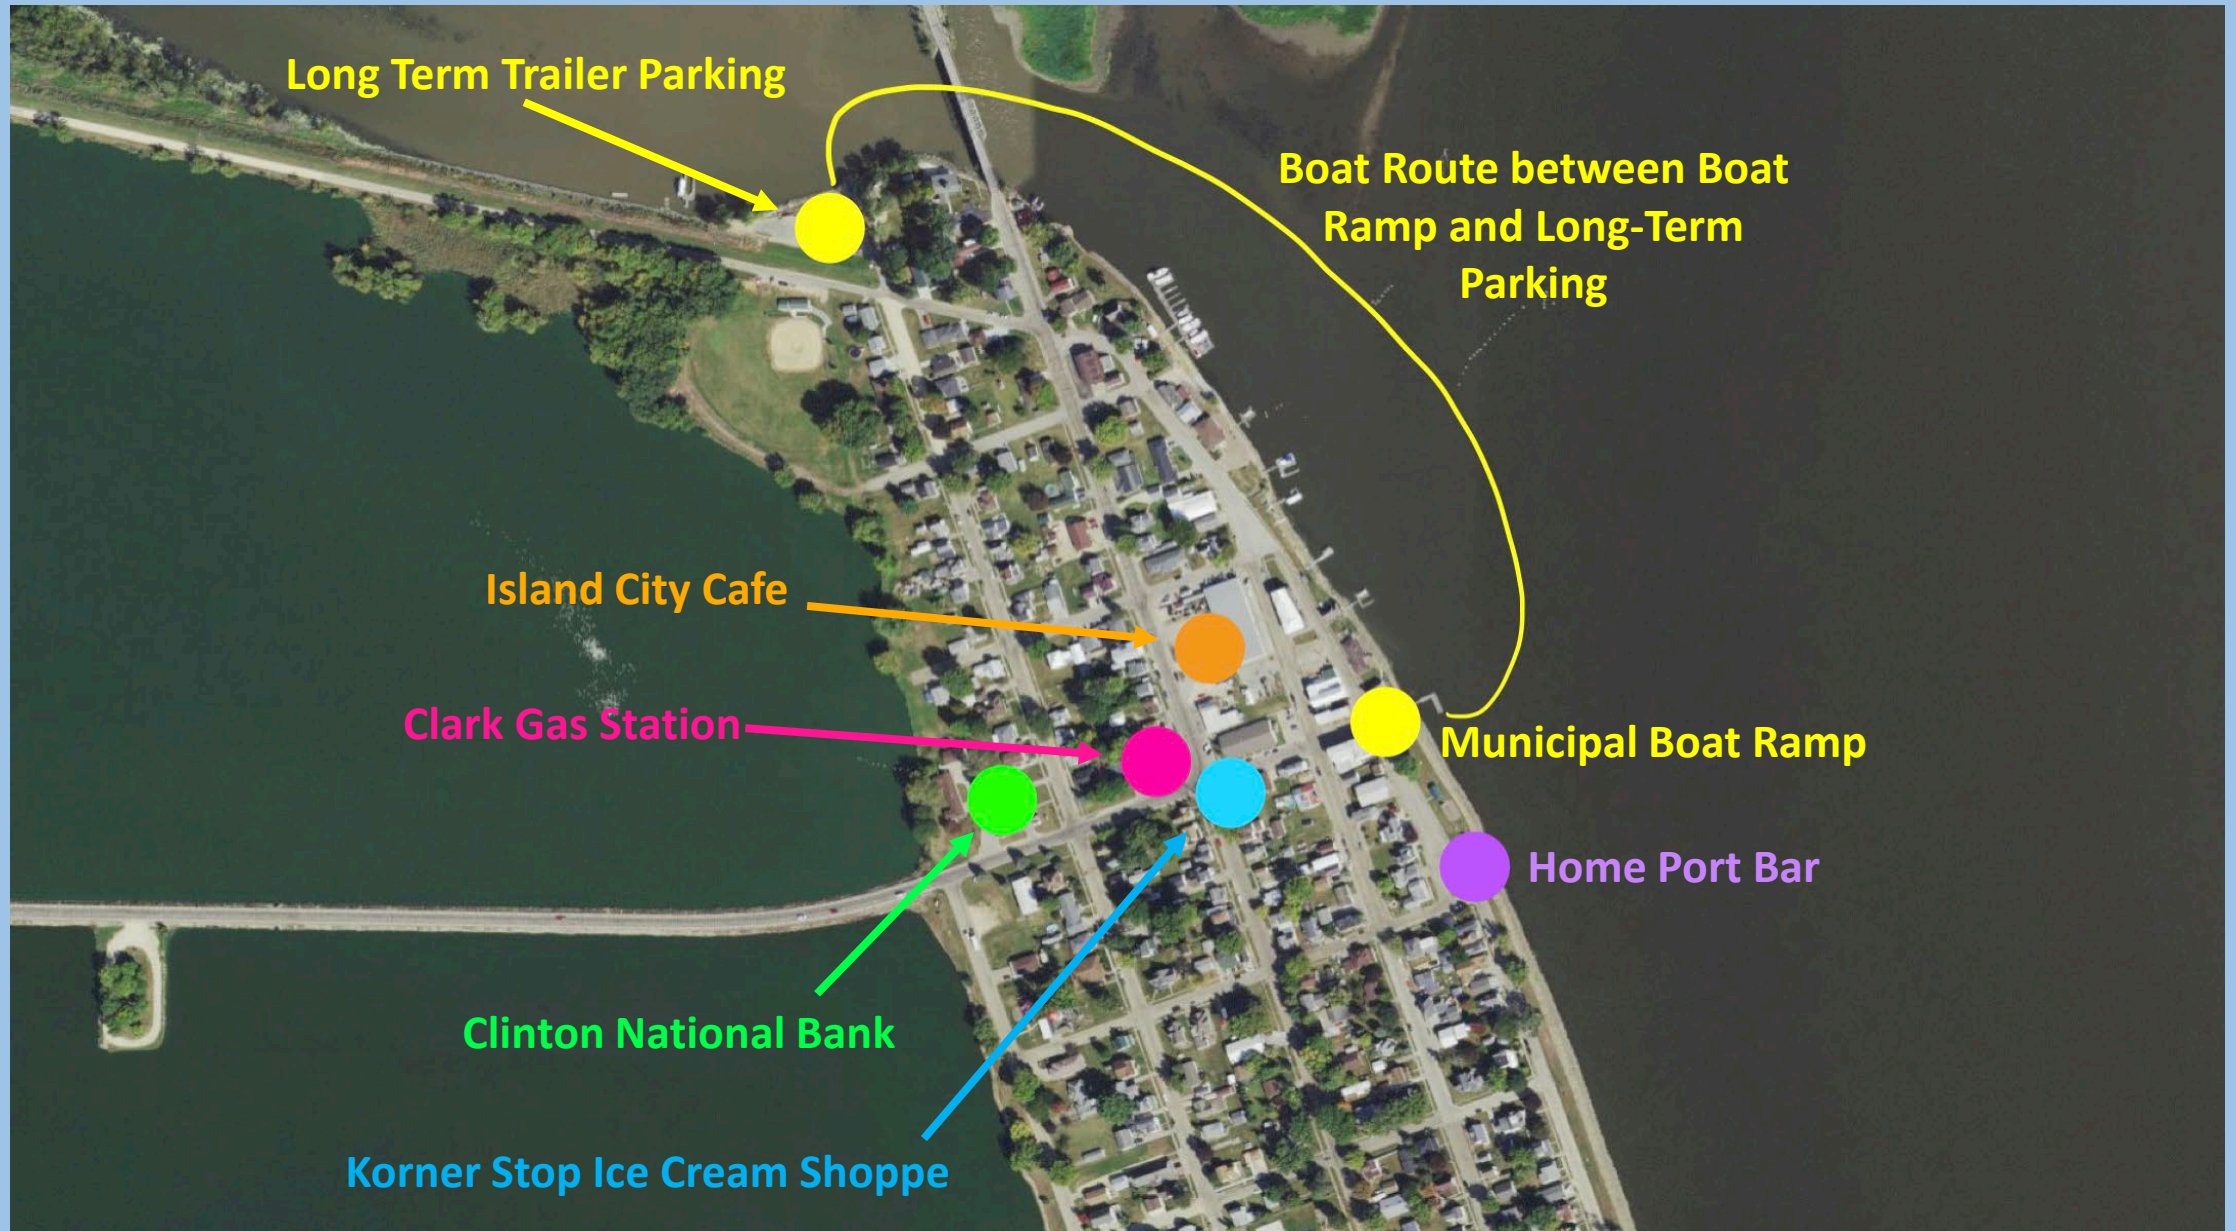 Long Term Trailer Parking
Boat Route between Boat
Ramp and Long-Term
Parking
Island City Cafe
Clark Gas Station
Municipal Boat Ramp
Home Port Bar
Clinton National Bank
Korner Stop Ice Cream Shoppe